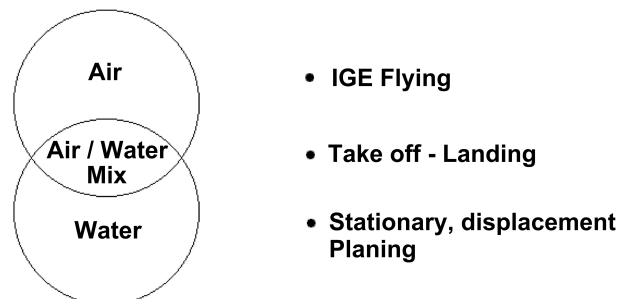 Air
• IGE Flying
Air / Water
Mix
• Take off - Landing
Water
• Stationary, displacement
Planing